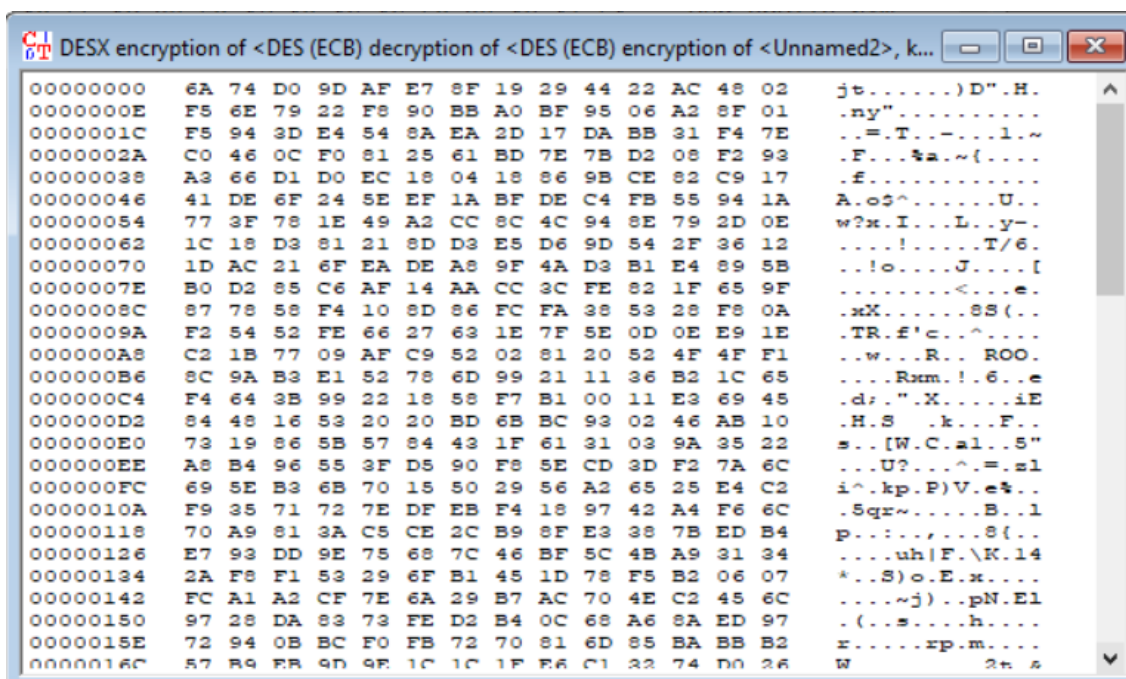 DESX encryption of <DES (ECB) decryption of <DES (ECB) encryption of <Unnamed2>, k...
00000000 6A 74 D0 9D AF E7 8F 19 29 44 22 AC 48 02 jt......)D".H.
0000000E F5 6E 79 22 F8 90 BB A0 BF 95 06 A2 8F 01 .ny"..........
0000001C F5 94 3D E4 54 8A EA 2D 17 DA BB 31 F4 7E ..=.T..-...1.~
0000002A C0 46 0C F0 81 25 61 BD 7E 7B D2 08 F2 93 .F...%a.~{....
00000038 A3 66 D1 D0 EC 18 04 18 86 9B CE 82 C9 17 .f............
00000046 41 DE 6F 24 5E EF 1A BF DE C4 FB 55 94 1A A.o$^......U..
00000054 77 3F 78 1E 49 A2 CC 8C 4C 94 8E 79 2D 0E w?x.I...L..y-.
00000062 1C 18 D3 81 21 8D D3 E5 D6 9D 54 2F 36 12 ....!.....T/6.
00000070 1D AC 21 6F EA DE A8 9F 4A D3 B1 E4 89 5B ..!o....J....[
0000007E B0 D2 85 C6 AF 14 AA CC 3C FE 82 1F 65 9F ........<...e.
0000008C 87 78 58 F4 10 8D 86 FC FA 38 53 28 F8 0A .xX......8S(..
0000009A F2 54 52 FE 66 27 63 1E 7F 5E 0D 0E E9 1E .TR.f'c..^....
000000A8 C2 1B 77 09 AF C9 52 02 81 20 52 4F 4F F1 ..w...R.. ROO.
000000B6 8C 9A B3 E1 52 78 6D 99 21 11 36 B2 1C 65 ....Rxm.!.6..e
000000C4 F4 64 3B 99 22 18 58 F7 B1 00 11 E3 69 45 .d;.".X.....iE
000000D2 84 48 16 53 20 20 BD 6B BC 93 02 46 AB 10 .H.S  .k...F..
000000E0 73 19 86 5B 57 84 43 1F 61 31 03 9A 35 22 s..[W.C.a1..5"
000000EE A8 B4 96 55 3F D5 90 F8 5E CD 3D F2 7A 6C ...U?...^.=.zl
000000FC 69 5E B3 6B 70 15 50 29 56 A2 65 25 E4 C2 i^.kp.P)V.e%..
0000010A F9 35 71 72 7E DF EB F4 18 97 42 A4 F6 6C .5qr~.....B..l
00000118 70 A9 81 3A C5 CE 2C B9 8F E3 38 7B ED B4 p..:..,...8{..
00000126 E7 93 DD 9E 75 68 7C 46 BF 5C 4B A9 31 34 ....uh|F.\K.14
00000134 2A F8 F1 53 29 6F B1 45 1D 78 F5 B2 06 07 *..S)o.E.x....
00000142 FC A1 A2 CF 7E 6A 29 B7 AC 70 4E C2 45 6C ....~j)..pN.El
00000150 97 28 DA 83 73 FE D2 B4 0C 68 A6 8A ED 97 .(..s....h....
0000015E 72 94 0B BC F0 FB 72 70 81 6D 85 BA BB B2 r.....rp.m....
0000016C 57 B9 EB 9D 9E 1C 1C 1F E6 C1 32 74 D0 26 W.........2t.&